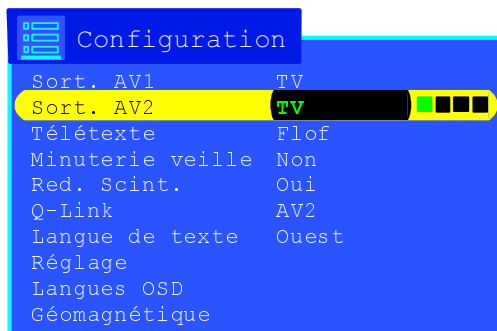 Configuration
Sort. AV1 TV
Sort. AV2 TV
Télétexte Flof
Minuterie veille Non
Red. Scint. Oui
Q-Link AV2
Langue de texte Ouest
Réglage
Langues OSD
Géomagnétique